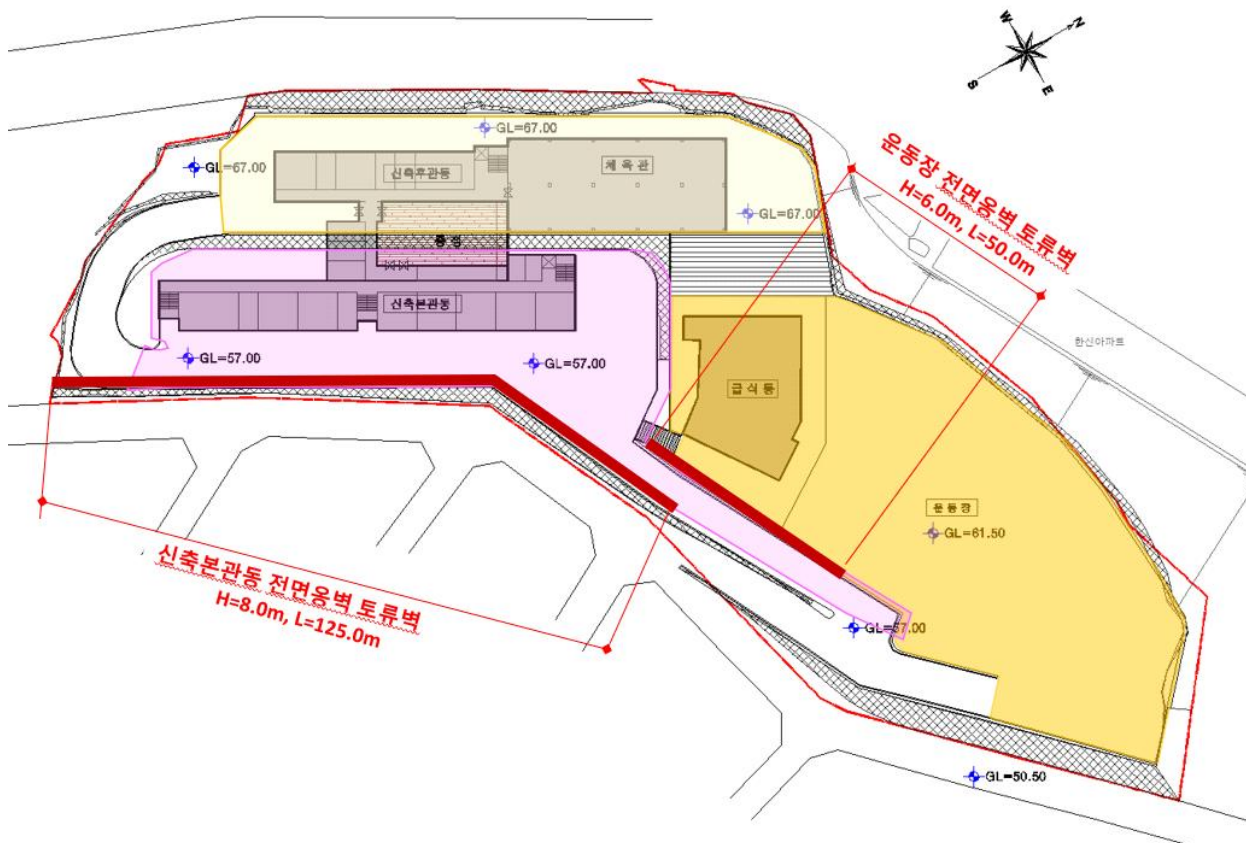 W
N
S
E
GL=67.00
GL=67.00
신축후관동
체육관
GL=67.00
운동장 전면옹벽 토류벽
H=6.0m, L=50.0m
중정
신축본관동
한신아파트
GL=57.00
GL=57.00
급식동
운동장
GL=61.50
신축본관동 전면옹벽 토류벽
H=8.0m, L=125.0m
GL=57.00
GL=50.50